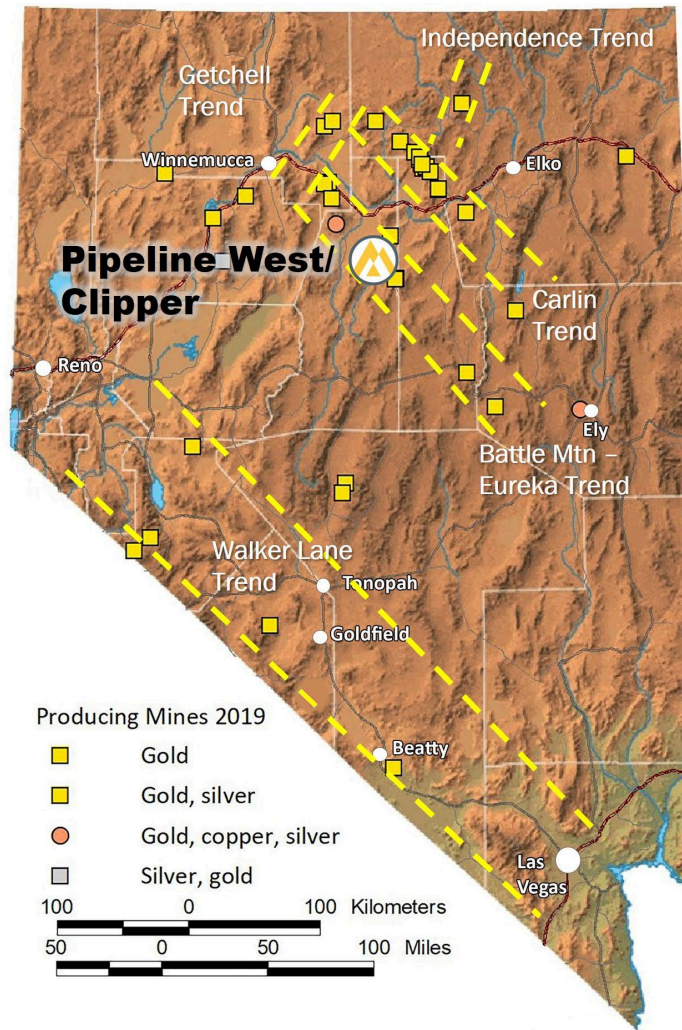 Independence Trend
Getchell
Trend
Winnemucca
Elko
Pipeline West/
Clipper
Carlin
Trend
Reno
Ely
Battle Mtn –
Eureka Trend
Walker Lane
Trend
Tonopah
Goldfield
Producing Mines 2019
Gold
Gold, silver
Gold, copper, silver
Silver, gold
Beatty
Las
Vegas
100 0 100 Kilometers
50 0 50 100 Miles